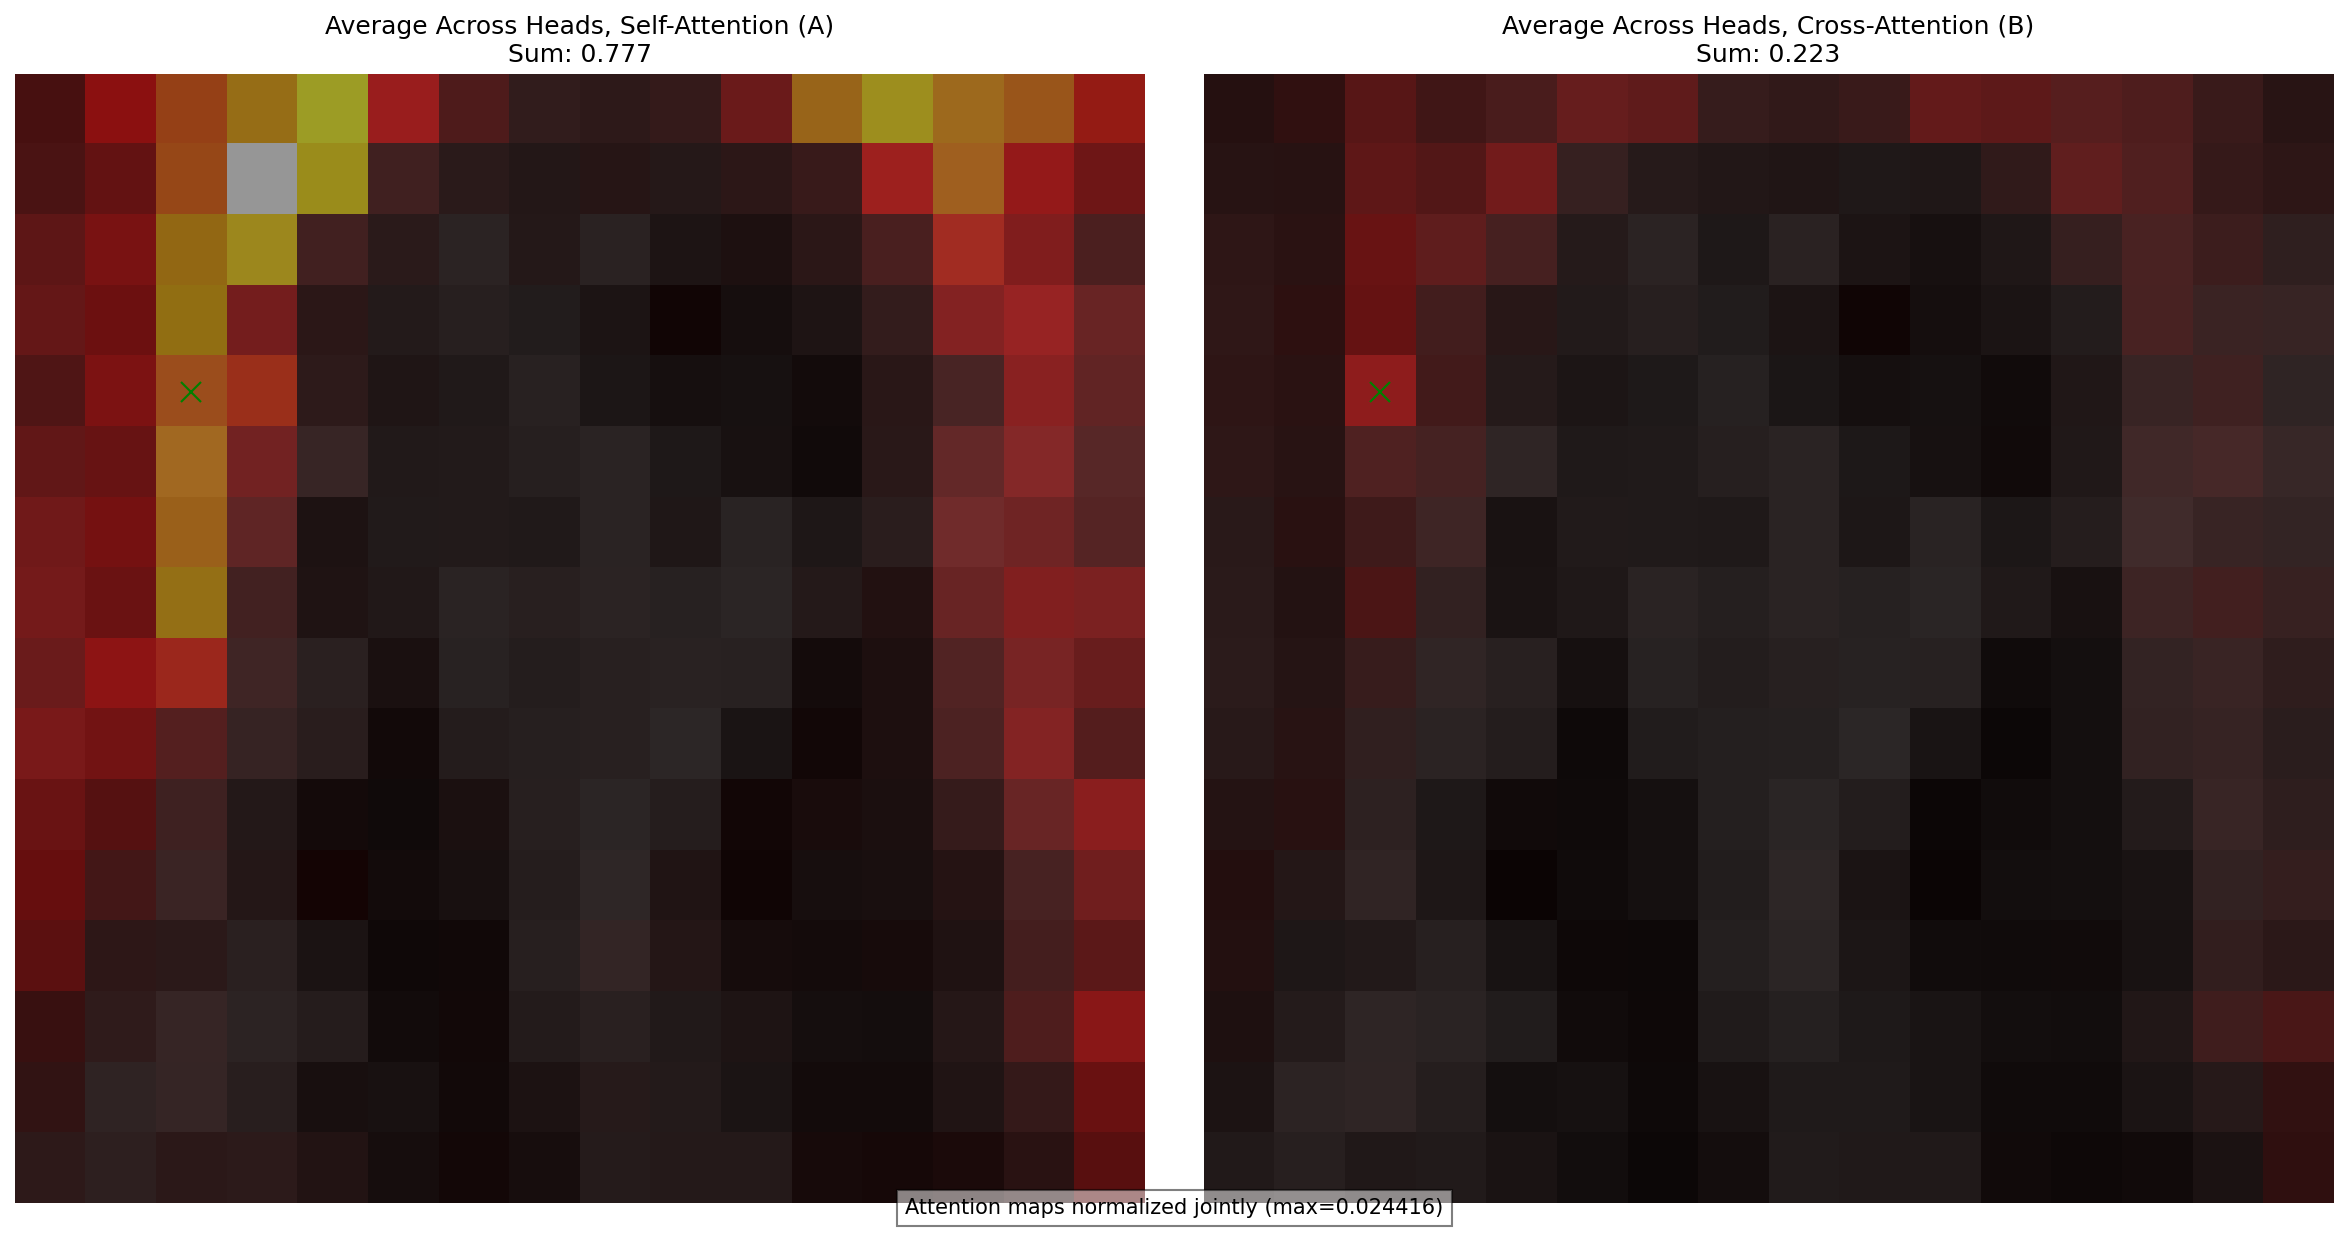 Average Across Heads, Self-Attention (A)
Sum: 0.777
Average Across Heads, Cross-Attention (B)
Sum: 0.223
Attention maps normalized jointly (max=0.024416)